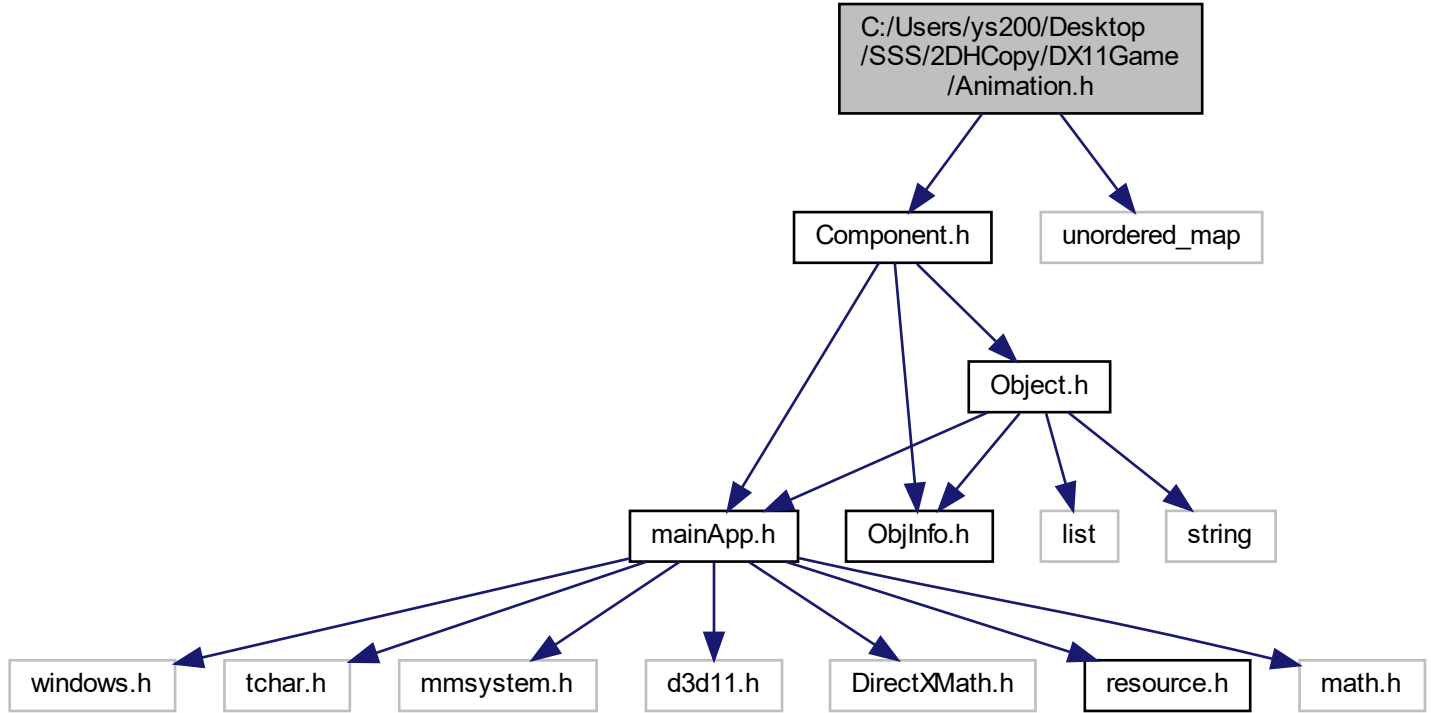 C:/Users/ys200/Desktop
/SSS/2DHCopy/DX11Game
/Animation.h
Component.h
unordered_map
Object.h
mainApp.h
ObjInfo.h
list
string
windows.h
tchar.h
mmsystem.h
d3d11.h
DirectXMath.h
resource.h
math.h